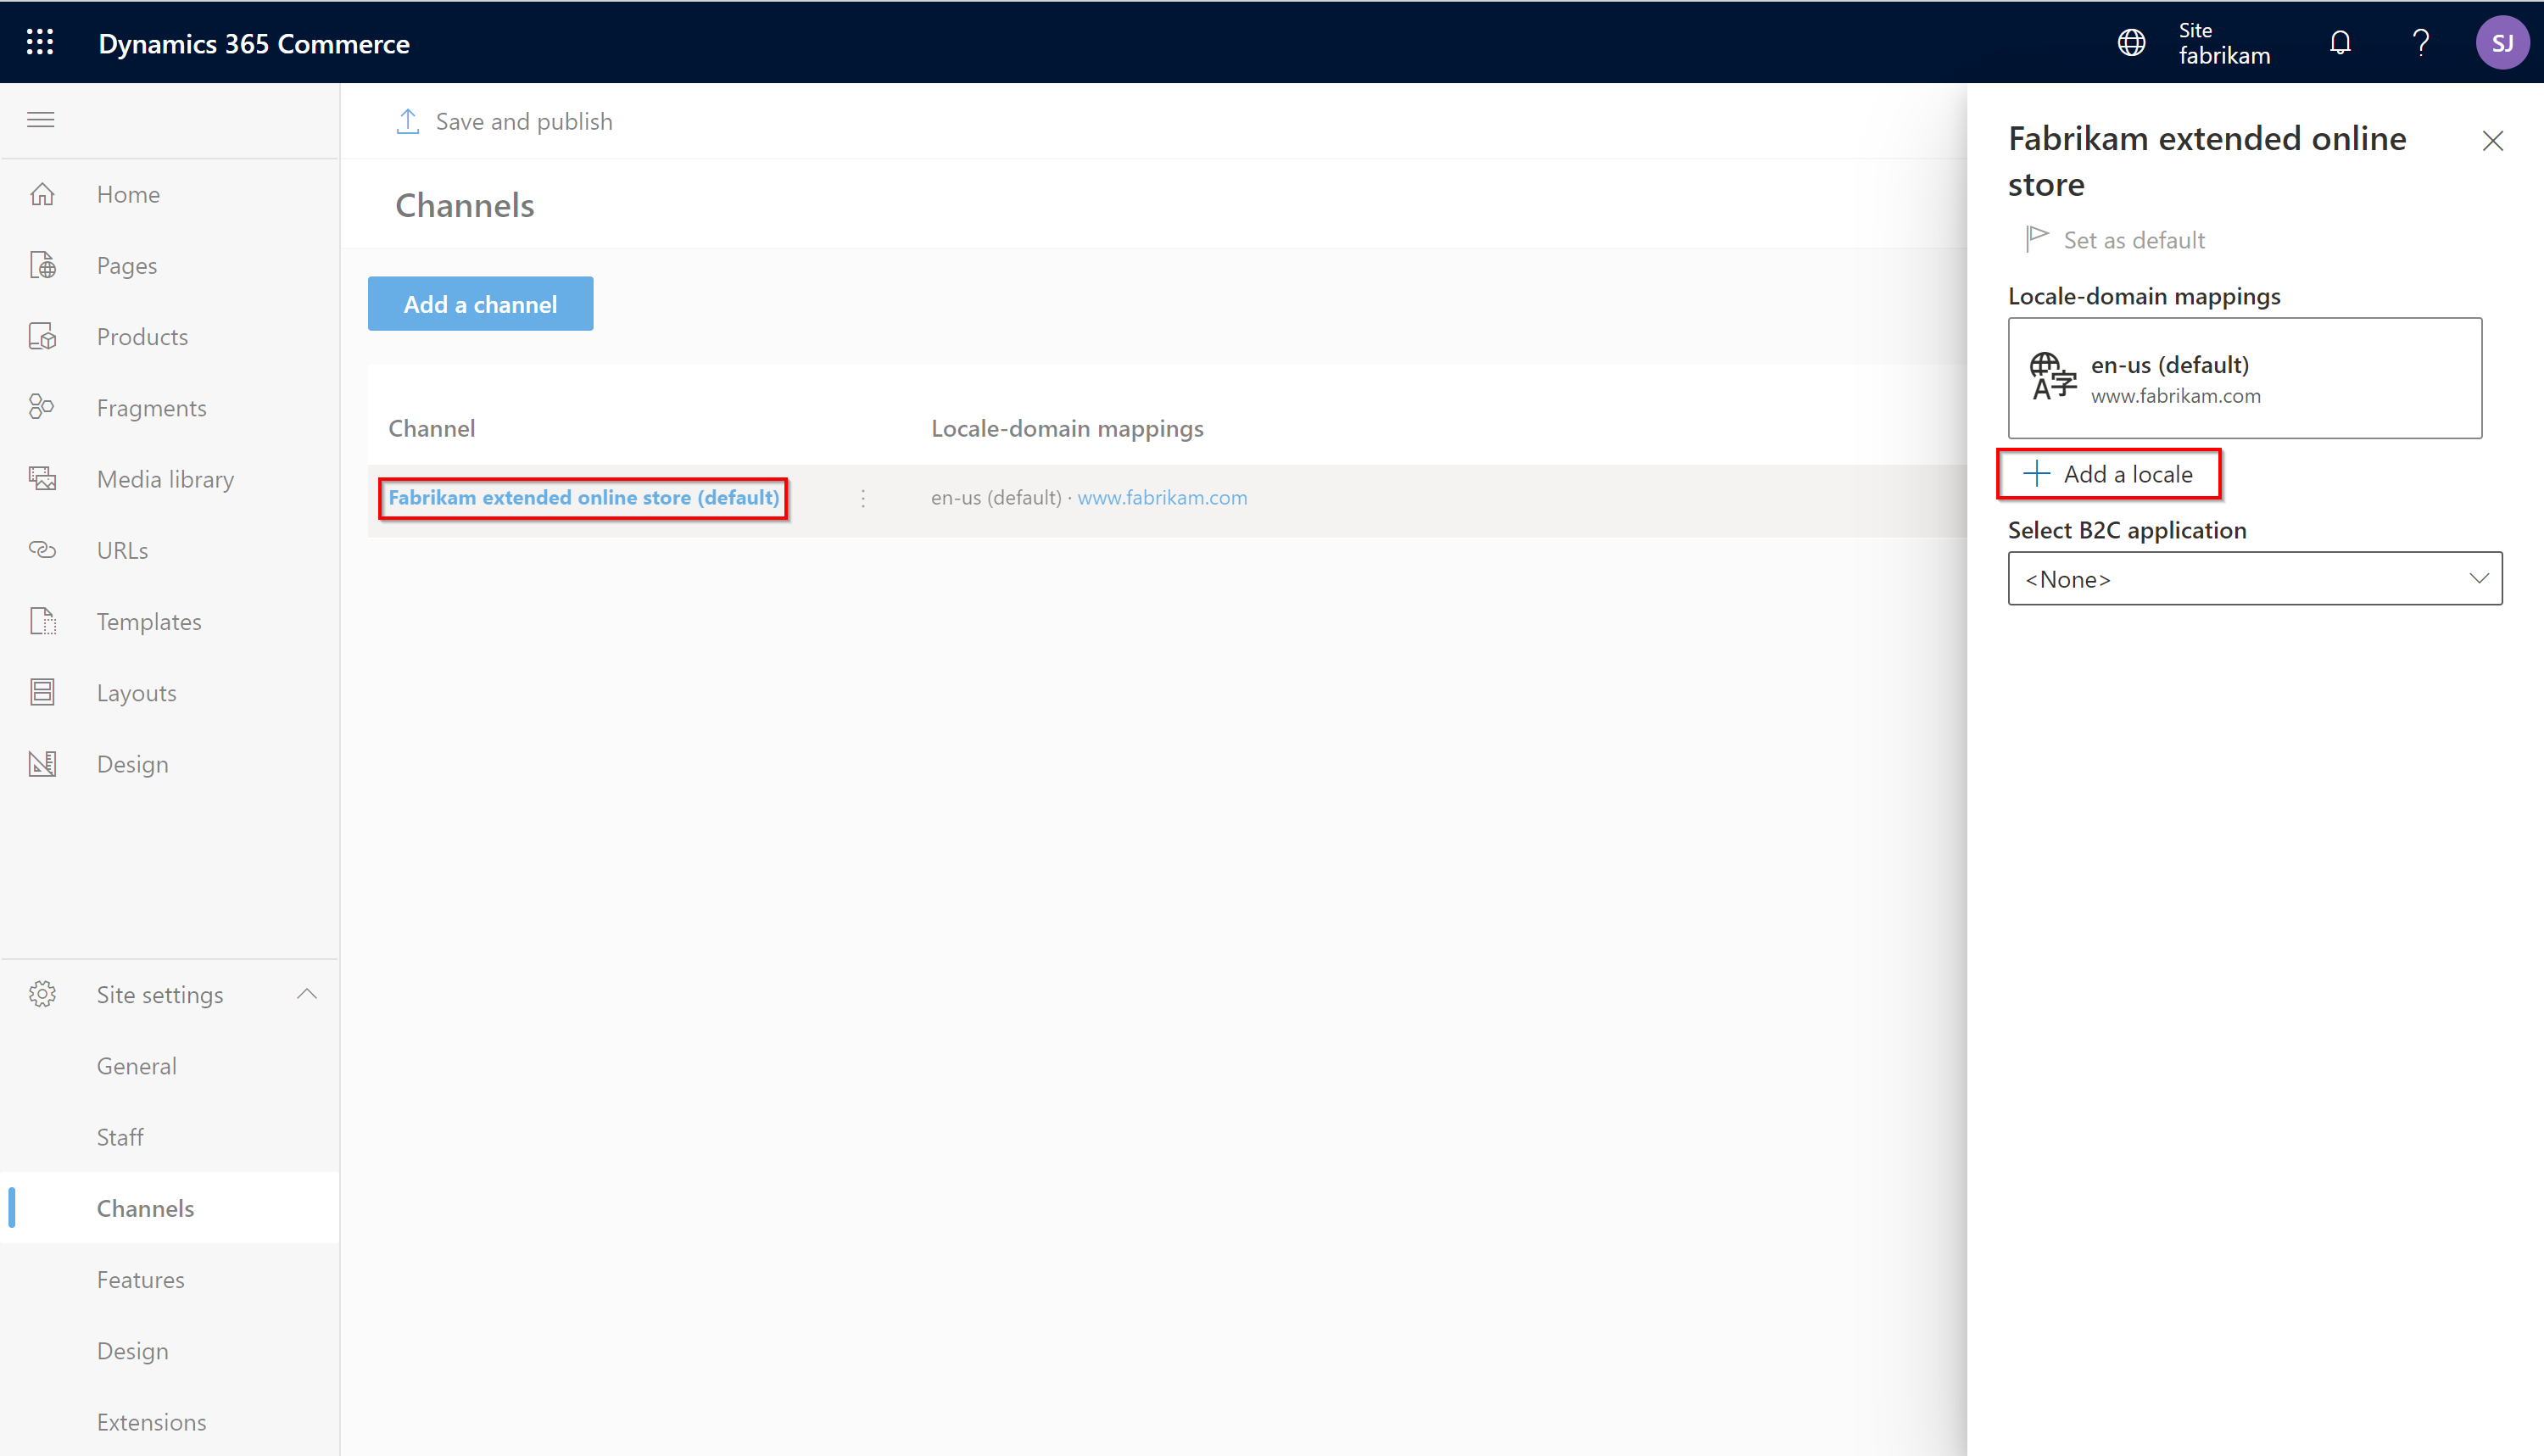 Dynamics 365 Commerce
Site
fabrikam
?
SJ
Home
Pages
Products
Fragments
Media library
URLs
Templates
Layouts
Design
Site settings
General
Staff
Channels
Features
Design
Extensions
Save and publish
Channels
Add a channel
Channel
Locale-domain mappings
Fabrikam extended online store (default)
en-us (default) · www.fabrikam.com
Fabrikam extended online
store
Set as default
Locale-domain mappings
A字
en-us (default)
www.fabrikam.com
Add a locale
Select B2C application
<None>